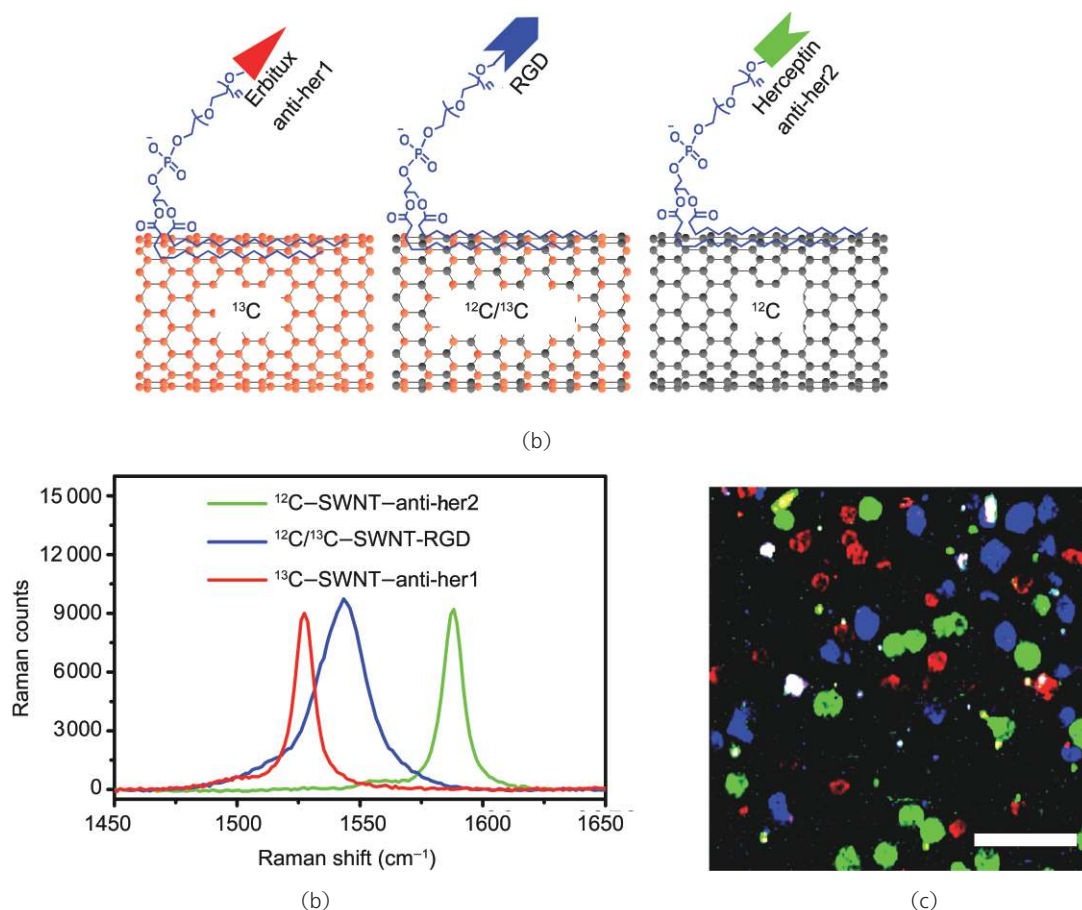 Erbitux
anti-her1
RGD
Herceptin
anti-her2
n
n
n
O
O
O
O
P
O
O
O
O
O
O
O
O
O
O
P
O
O
O
O
O
O
O
O
O
O
P
O
O
O
O
O
O
¹³C
¹²C/¹³C
¹²C
(b)
15 000
12 000
9000
6000
3000
0
Raman counts
¹²C–SWNT–anti-her2
¹²C/¹³C–SWNT-RGD
¹³C–SWNT–anti-her1
1450 1500 1550 1600 1650
Raman shift (cm⁻¹)
(b)
(c)